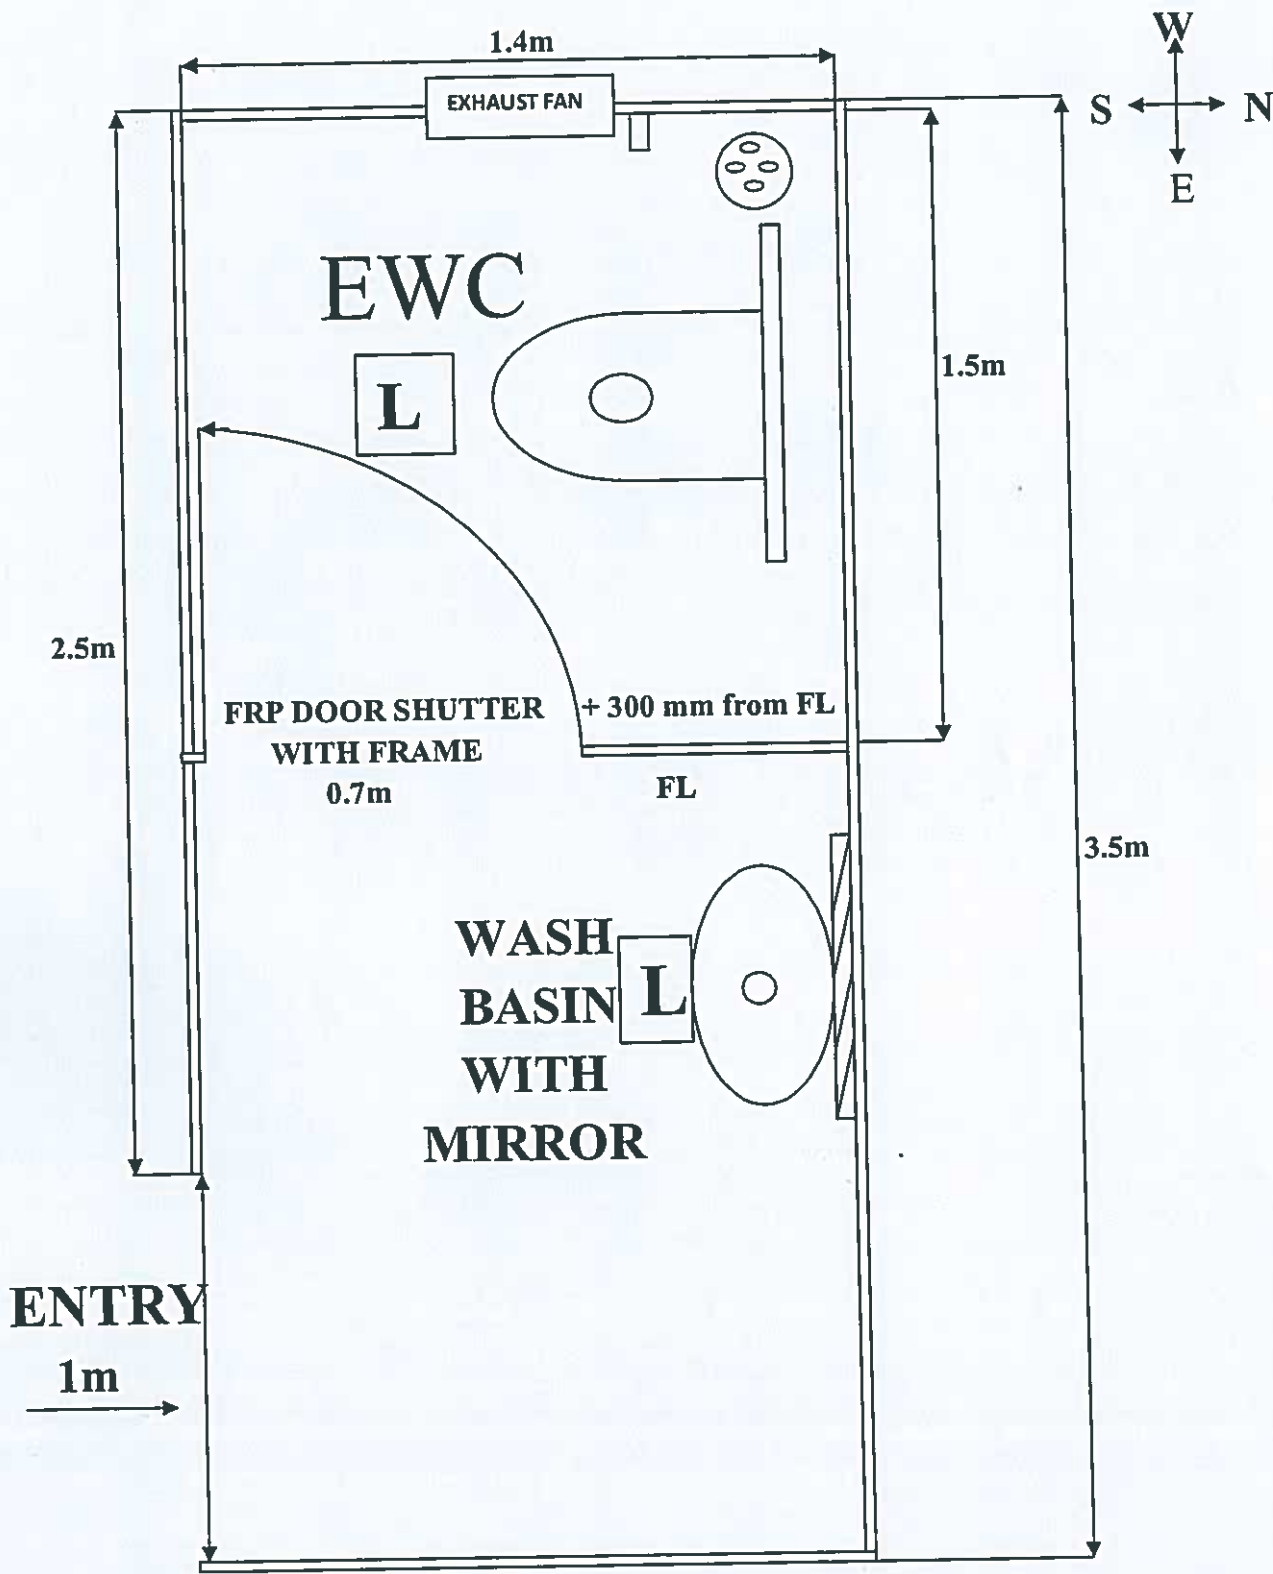 1.4m
W
S
N
E
EXHAUST FAN
EWC
L
1.5m
2.5m
FRP DOOR SHUTTER
WITH FRAME
0.7m
+ 300 mm from FL
FL
3.5m
WASH
BASIN
WITH
MIRROR
L
ENTRY
1m